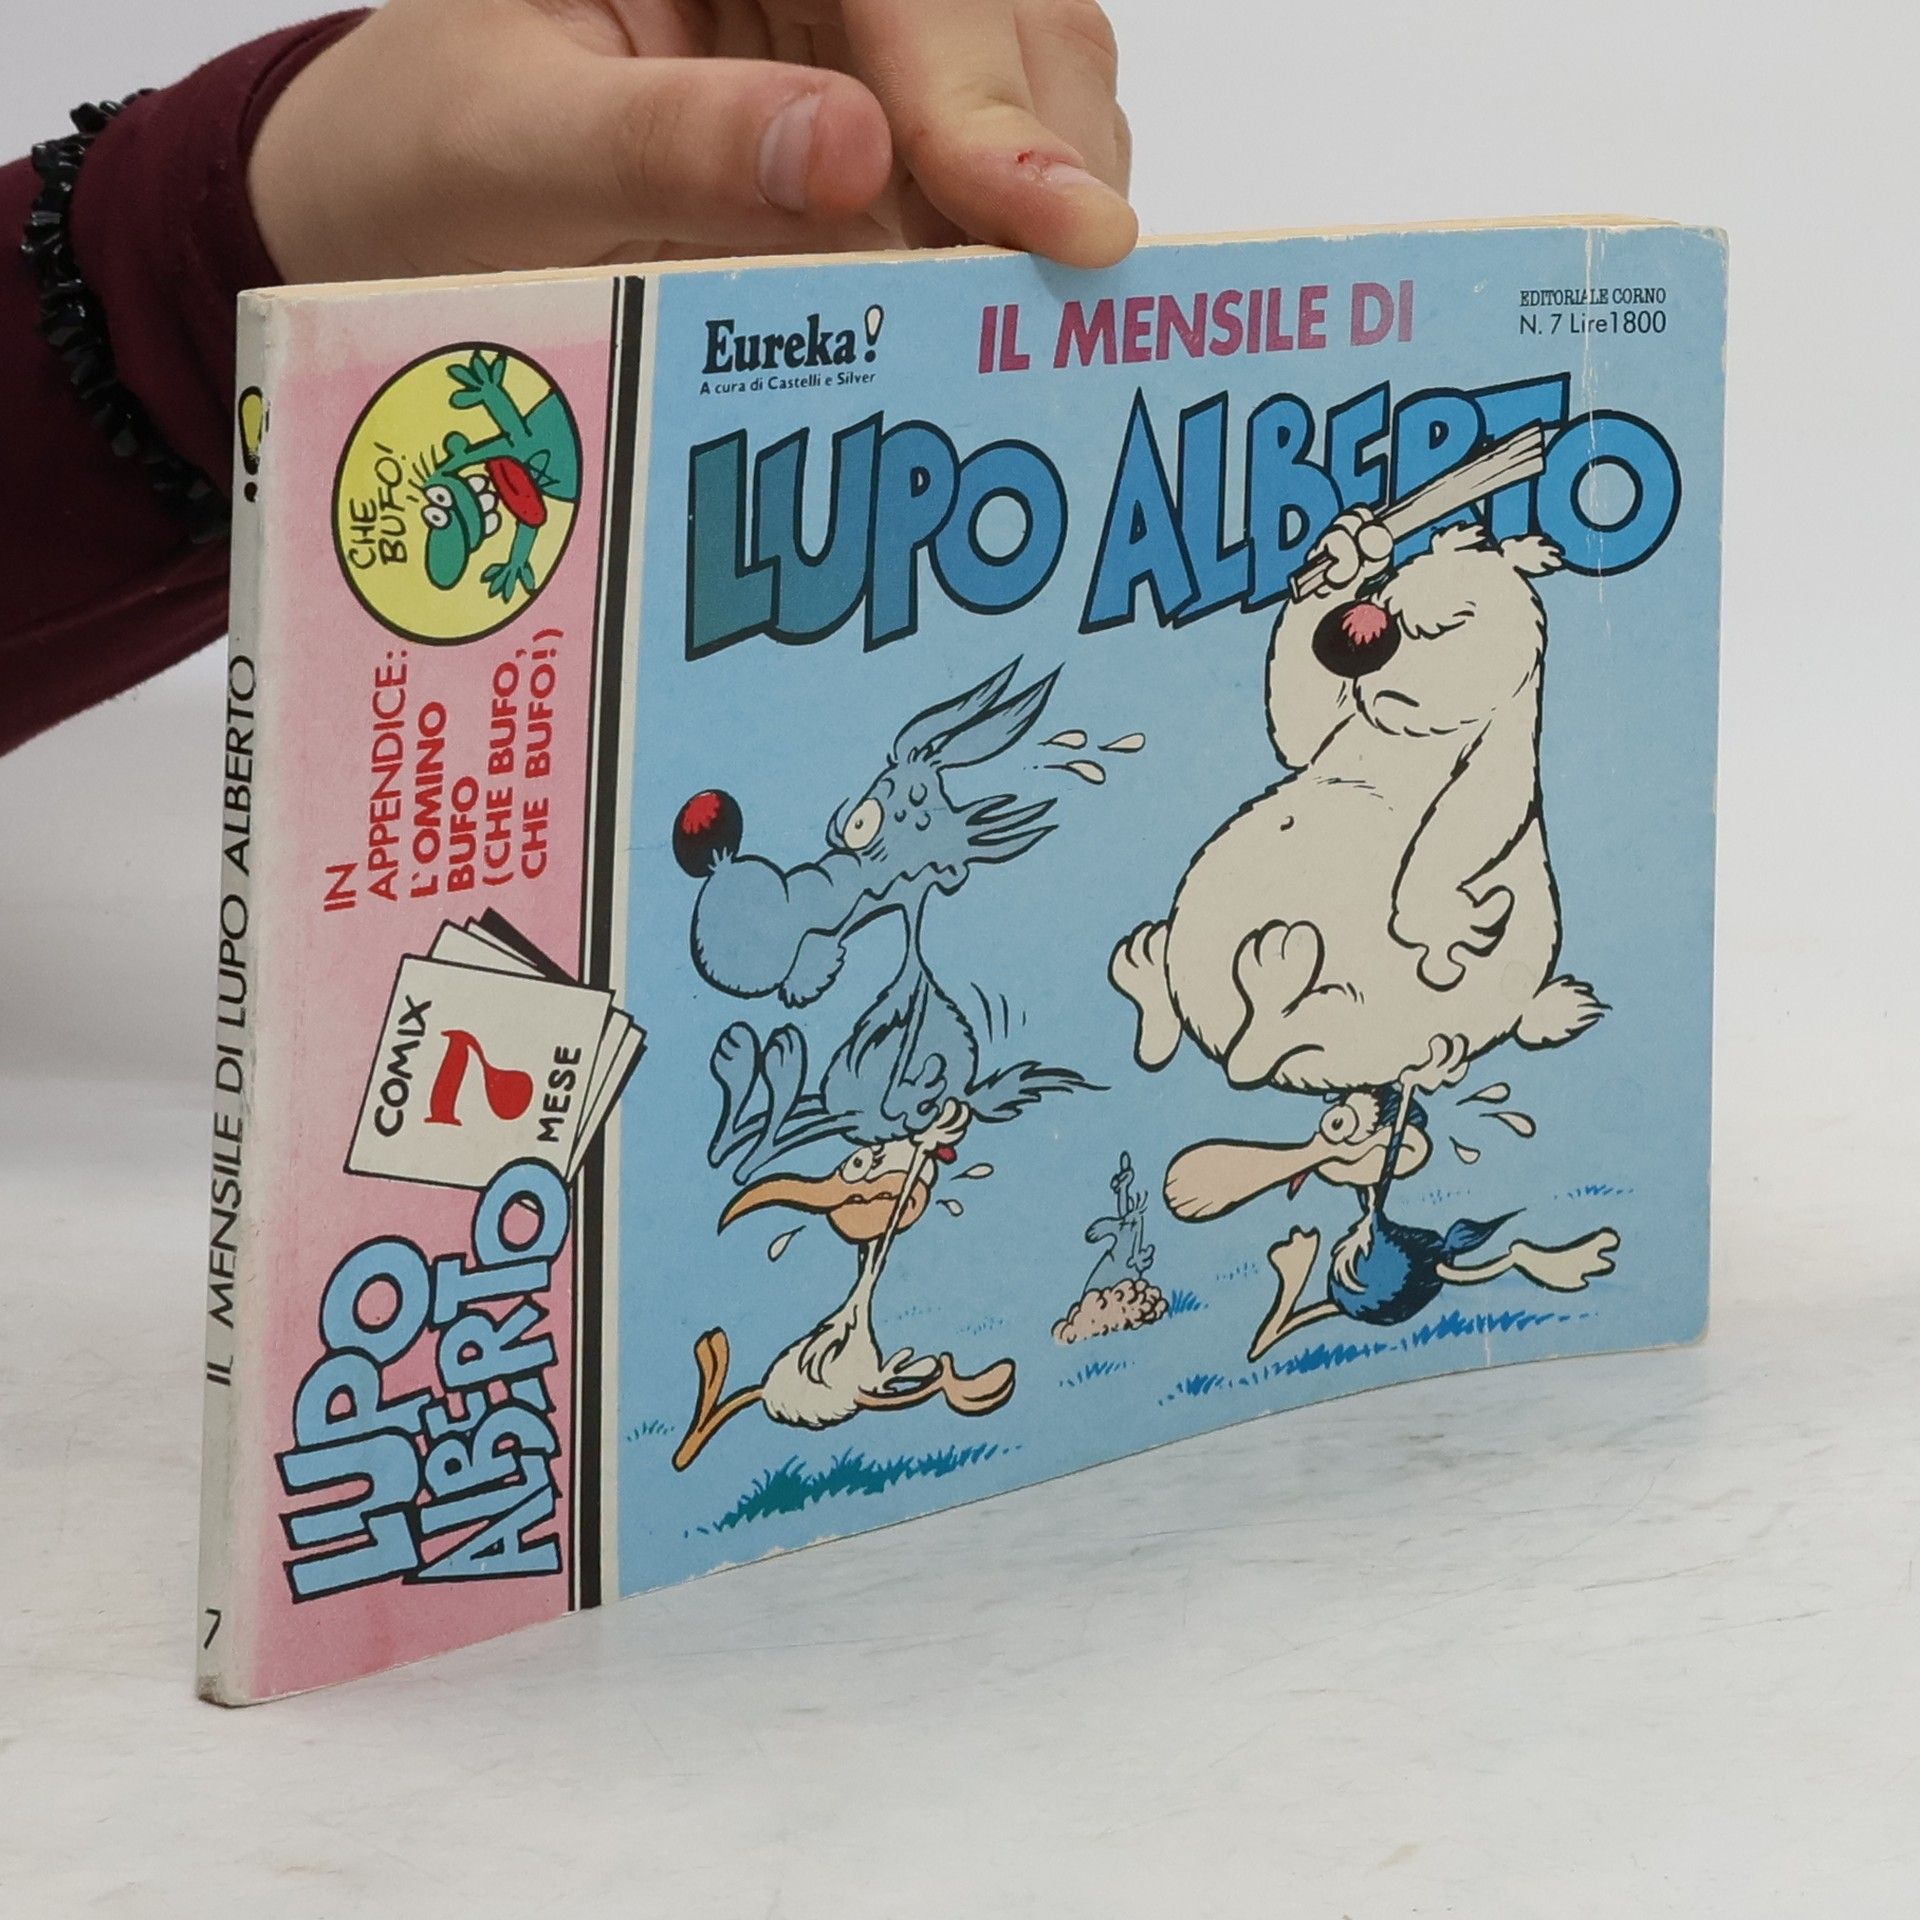 IL MENSILE DI LUPO ALBERTO
7
CHE
BUFO!
IN
APPENDICE:
L'OMINO
BUFO
(CHE BUFO,
CHE BUFO!)
COMIX
7
MESE
LUPO
ALBERTO
Eureka!
A cura di Castelli e Silver
IL MENSILE DI
EDITORIALE CORNO
N. 7 Lire 1800
LUPO ALBERTO